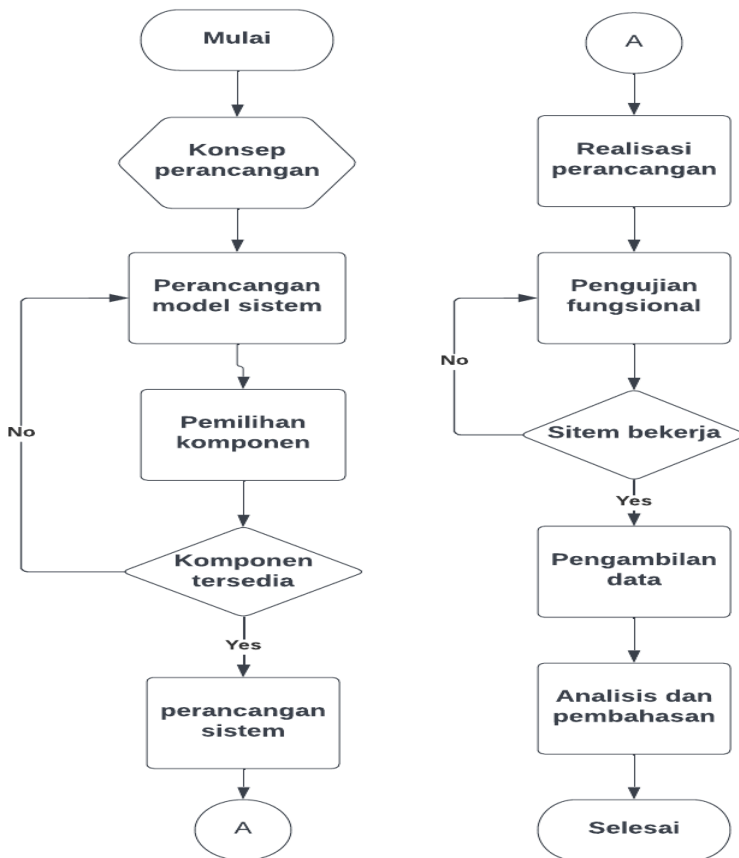 Mulai
Konsep
perancangan
Perancangan
model sistem
No
Pemilihan
komponen
Komponen
tersedia
Yes
perancangan
sistem
A
A
Realisasi
perancangan
Pengujian
fungsional
No
Sitem bekerja
Yes
Pengambilan
data
Analisis dan
pembahasan
Selesai